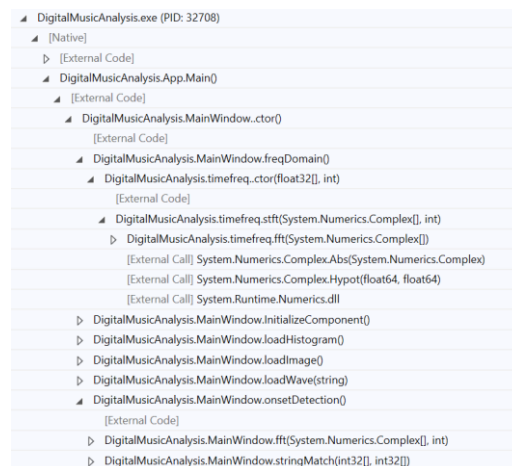 DigitalMusicAnalysis.exe (PID: 32708)
[Native]
[External Code]
DigitalMusicAnalysis.App.Main()
[External Code]
DigitalMusicAnalysis.MainWindow..ctor()
[External Code]
DigitalMusicAnalysis.MainWindow.freqDomain()
DigitalMusicAnalysis.timefreq..ctor(float32[], int)
[External Code]
DigitalMusicAnalysis.timefreq.stft(System.Numerics.Complex[], int)
DigitalMusicAnalysis.timefreq.fft(System.Numerics.Complex[])
[External Call] System.Numerics.Complex.Abs(System.Numerics.Complex)
[External Call] System.Numerics.Complex.Hypot(float64, float64)
[External Call] System.Runtime.Numerics.dll
DigitalMusicAnalysis.MainWindow.InitializeComponent()
DigitalMusicAnalysis.MainWindow.loadHistogram()
DigitalMusicAnalysis.MainWindow.loadImage()
DigitalMusicAnalysis.MainWindow.loadWave(string)
DigitalMusicAnalysis.MainWindow.onsetDetection()
[External Code]
DigitalMusicAnalysis.MainWindow.fft(System.Numerics.Complex[], int)
DigitalMusicAnalysis.MainWindow.stringMatch(int32[], int32[])